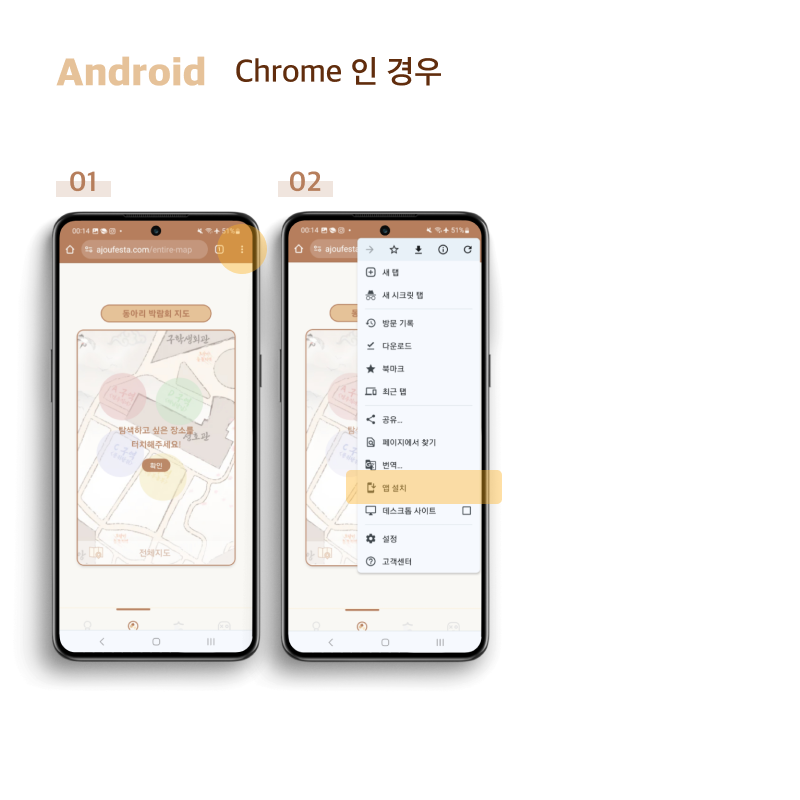 Android Chrome 인 경우
01
00:14 51%
ajoufesta.com/entire-map
동아리 박람회 지도
구학생회관
탐색하고 싶은 장소를
터치해주세요!
확인
전체지도
02
00:14 51%
ajoufe
새 탭
새 시크릿 탭
방문 기록
다운로드
북마크
최근 탭
공유...
페이지에서 찾기
번역...
앱 설치
데스크톱 사이트
설정
고객센터